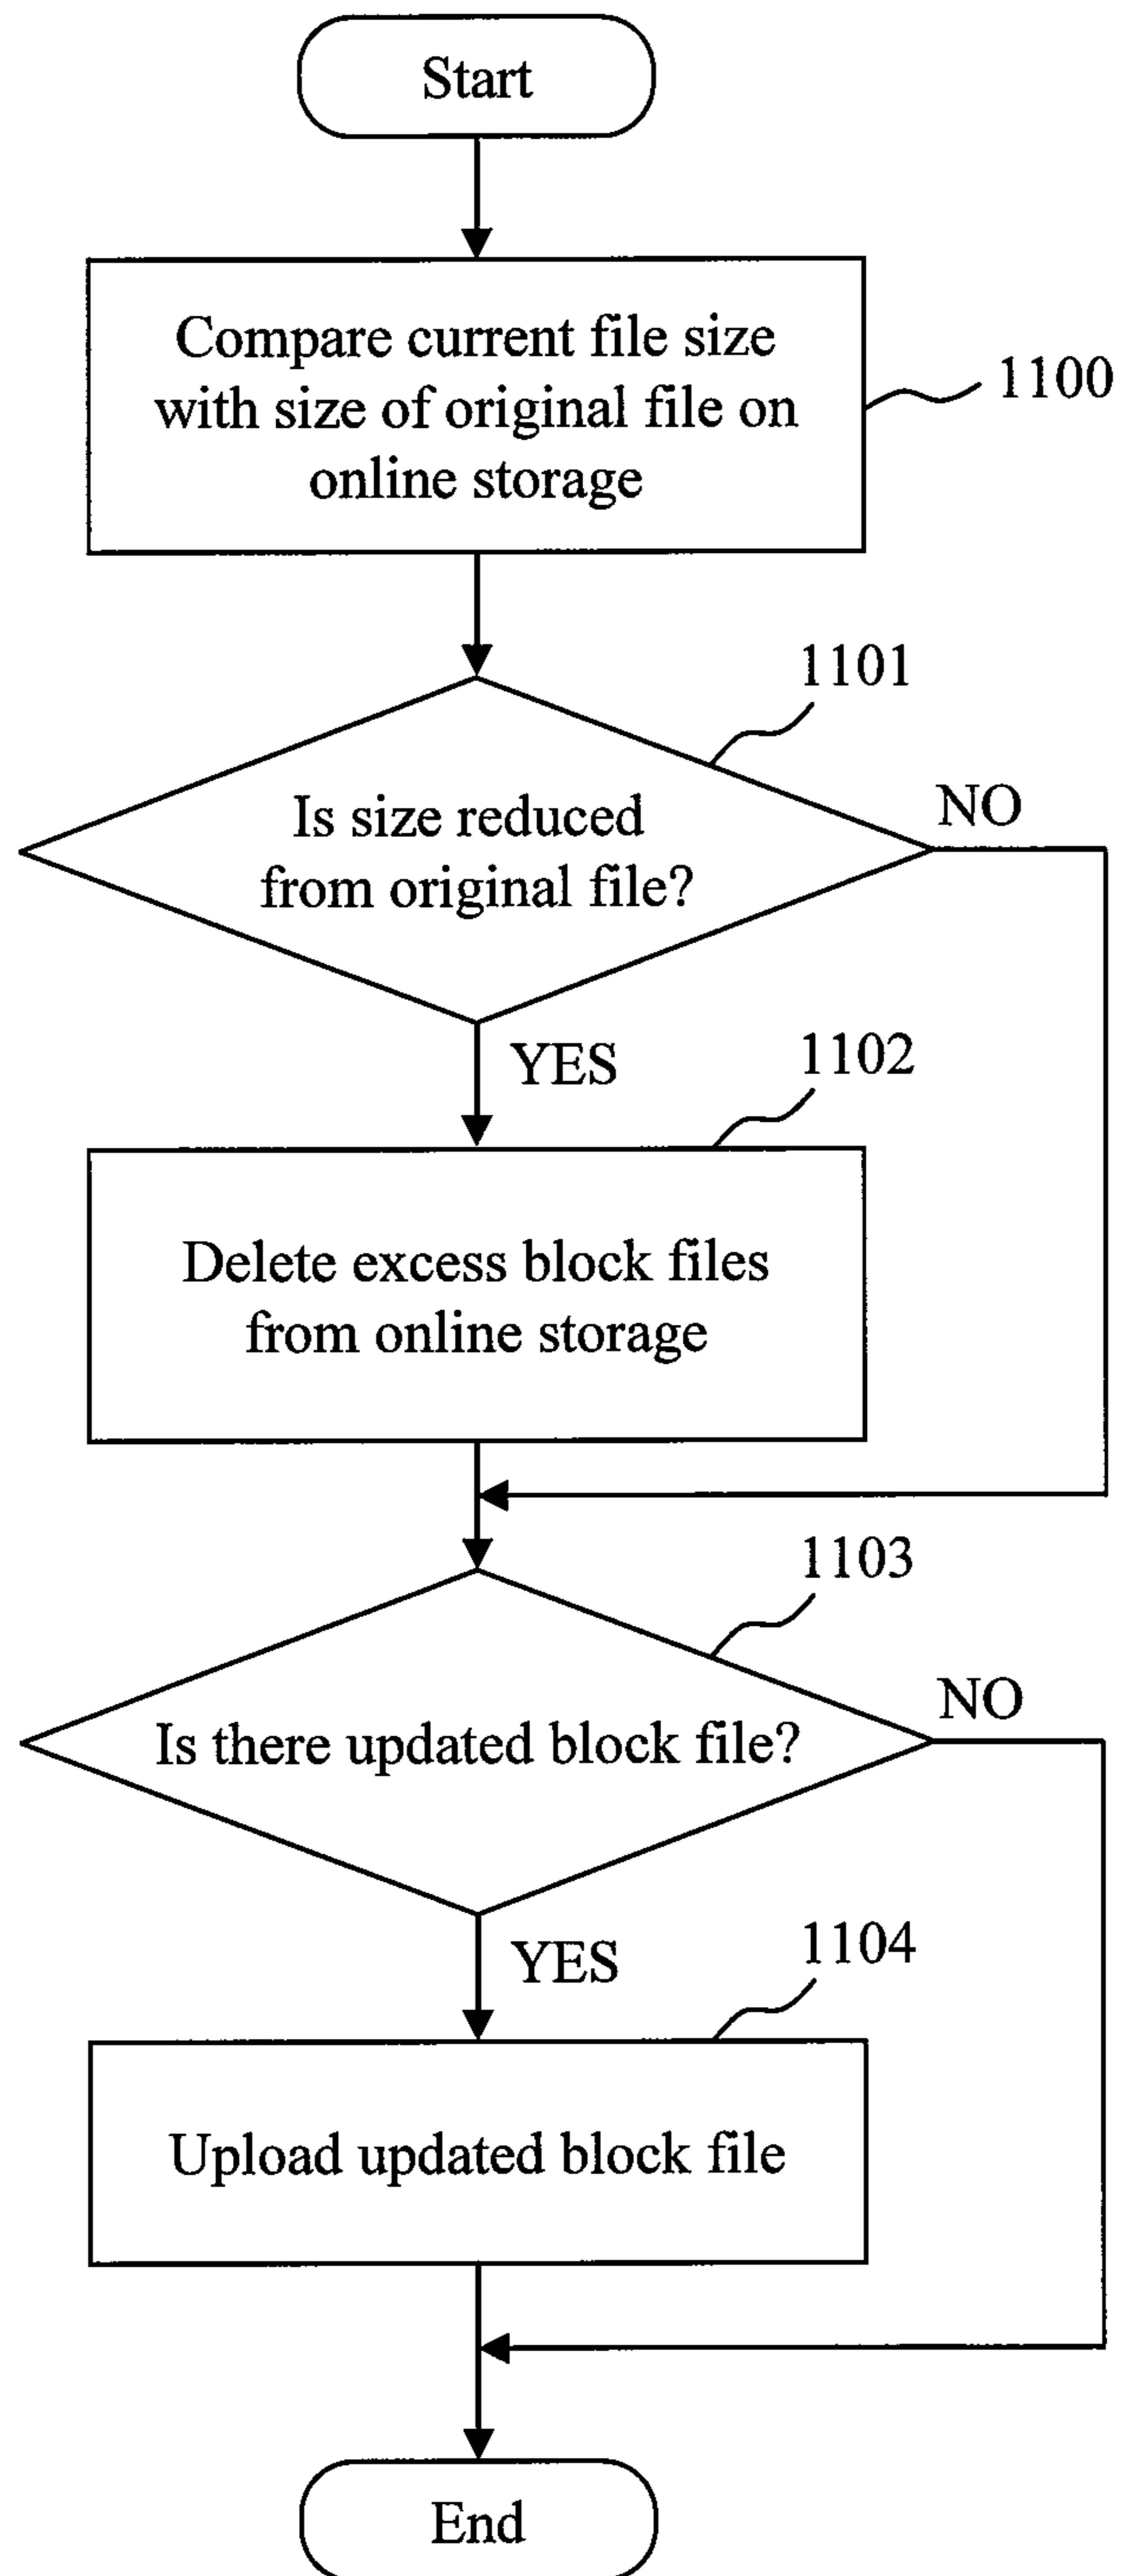 Start
Compare current file size
with size of original file on
online storage
1100
1101
Is size reduced
from original file?
NO
YES
1102
Delete excess block files
from online storage
1103
Is there updated block file?
NO
YES
1104
Upload updated block file
End